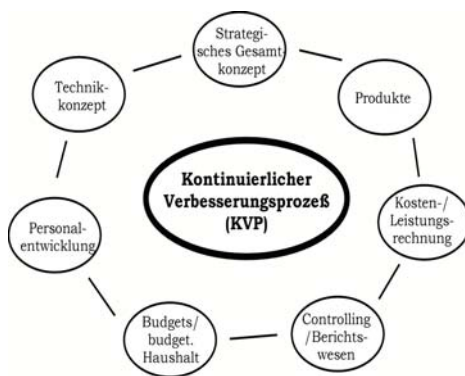 Strategi-
sches Gesamt-
konzept
Produkte
Kosten-/
Leistungs-
rechnung
Controlling
/Berichts-
wesen
Budgets/
budget.
Haushalt
Personal-
entwicklung
Technik-
konzept
Kontinuierlicher
Verbesserungsprozeß
(KVP)